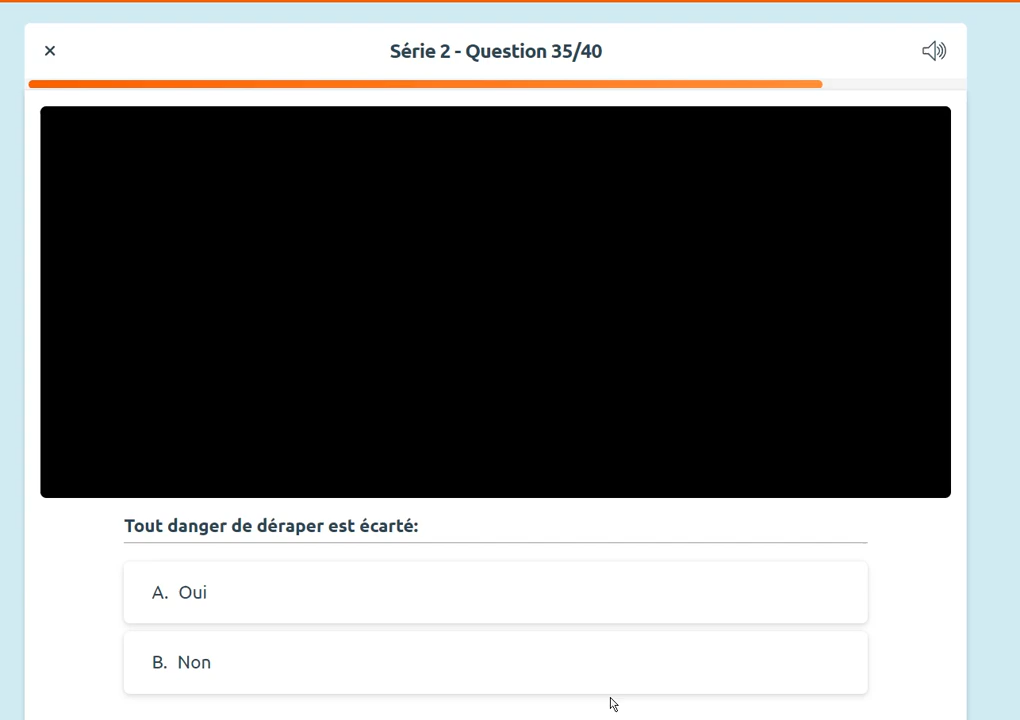 Série 2 - Question 35/40
Tout danger de déraper est écarté:
A. Oui
B. Non